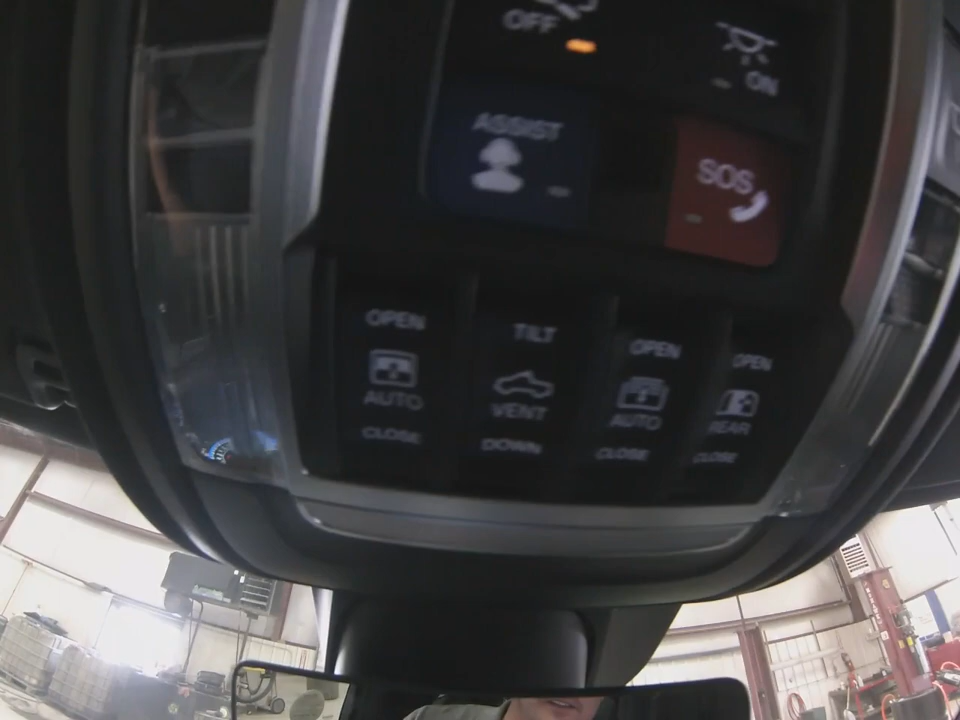 OFF
ON
ASSIST
SOS
OPEN
TILT
OPEN
OPEN
AUTO
VENT
AUTO
REAR
CLOSE
DOWN
CLOSE
CLOSE